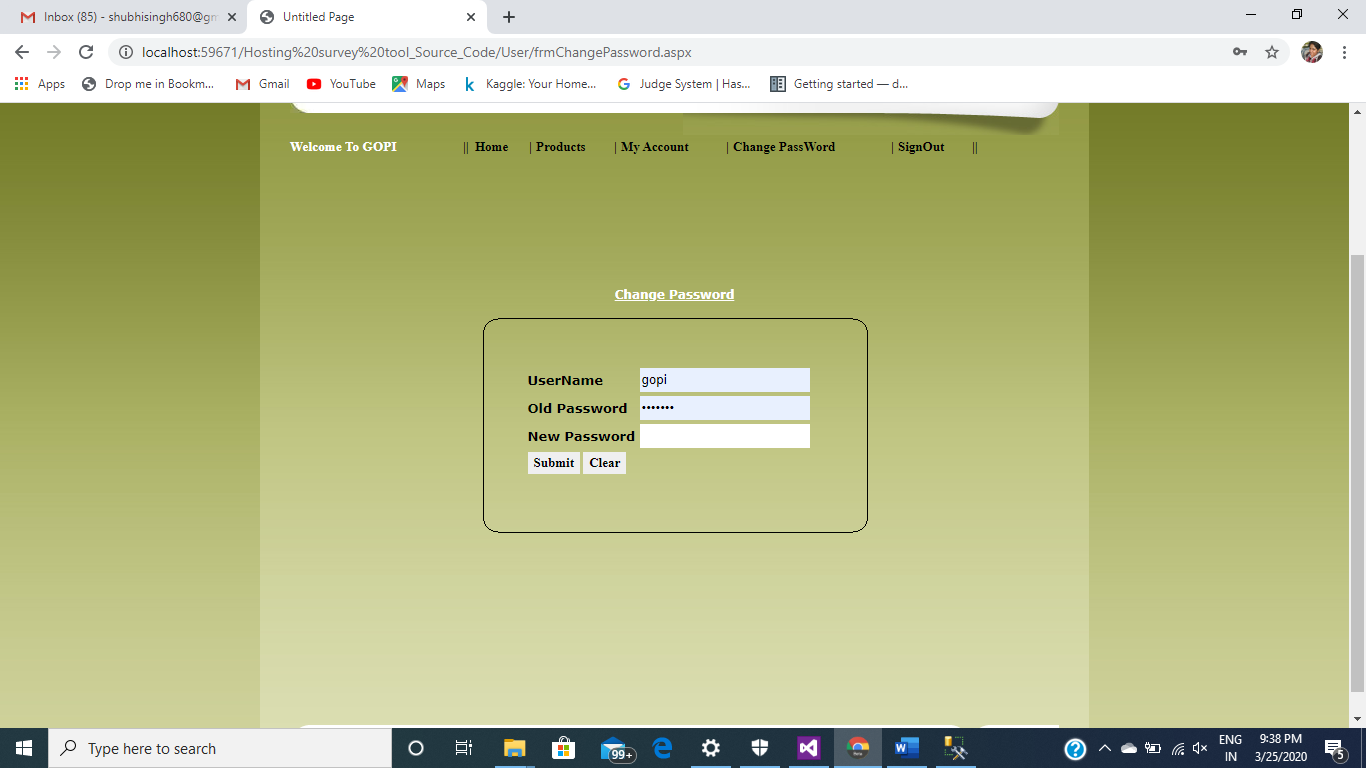 Inbox (85) - shubhisingh680@gm
Untitled Page
localhost:59671/Hosting%20survey%20tool_Source_Code/User/frmChangePassword.aspx
Apps
Drop me in Bookm...
Gmail
YouTube
Maps
Kaggle: Your Home...
Judge System | Has...
Getting started — d...
Welcome To GOPI || Home | Products | My Account | Change PassWord | SignOut ||
Change Password
UserName gopi
Old Password •••••••
New Password
Submit Clear
Type here to search
99+
ENG
IN
9:38 PM
3/25/2020
5